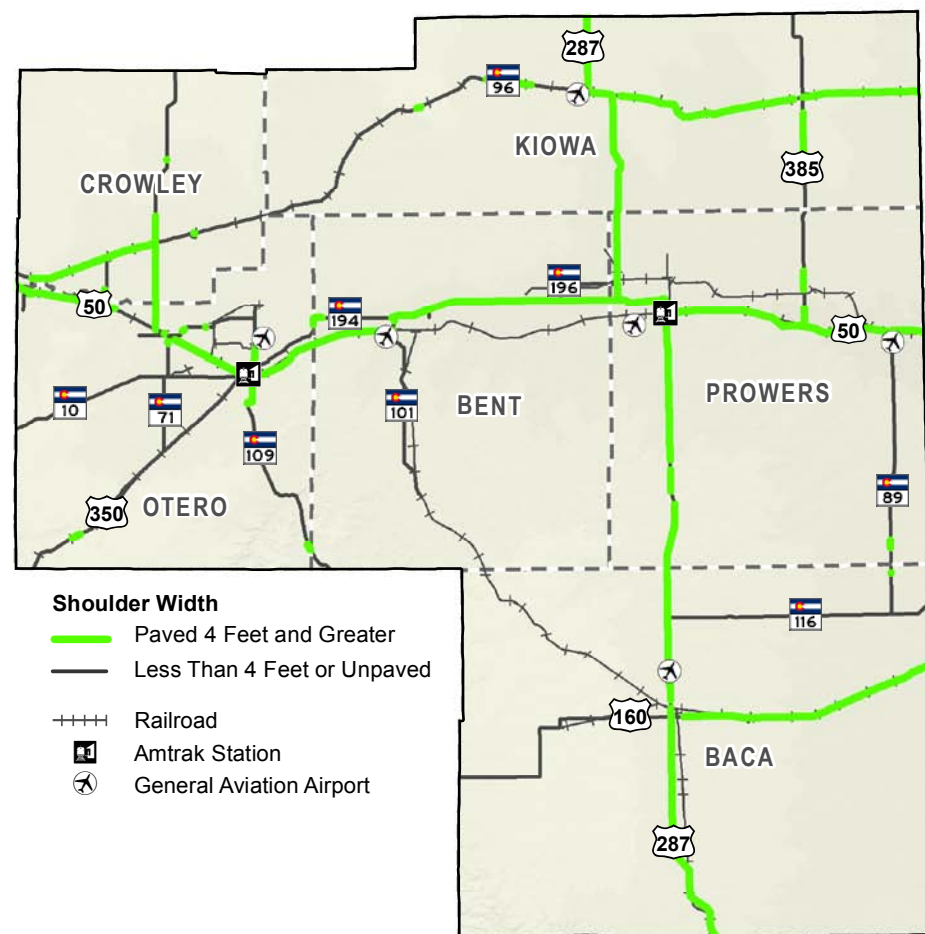 287
96
KIOWA
385
CROWLEY
196
50
194
50
10
71
101
BENT
PROWERS
109
89
350
OTERO
Shoulder Width
Paved 4 Feet and Greater
Less Than 4 Feet or Unpaved
Railroad
Amtrak Station
General Aviation Airport
116
160
BACA
287